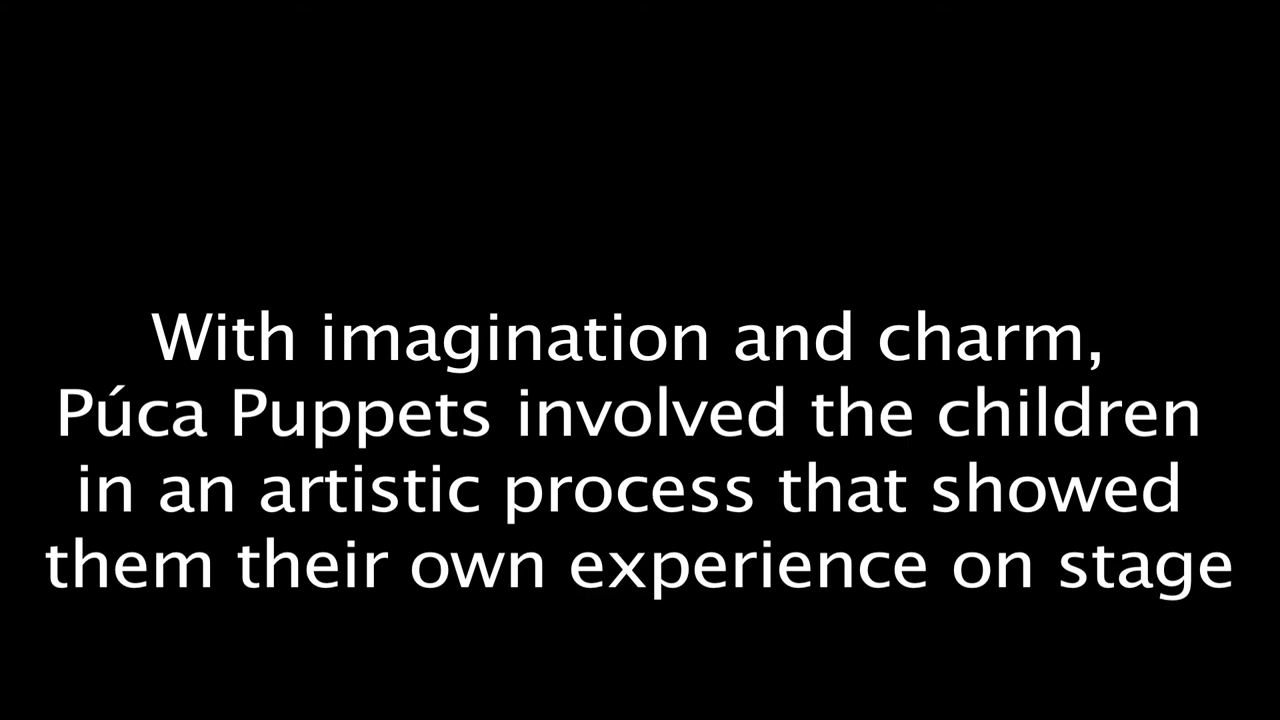 With imagination and charm,
Púca Puppets involved the children
in an artistic process that showed
them their own experience on stage